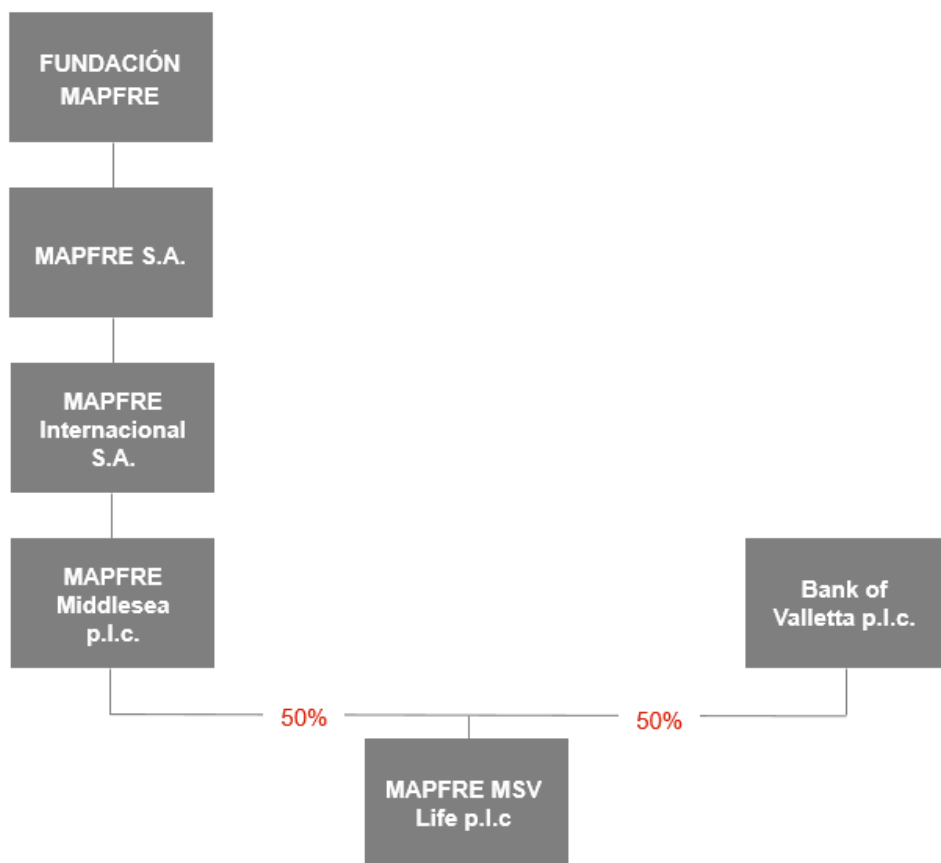 FUNDACIÓN
MAPFRE
MAPFRE S.A.
MAPFRE
Internacional
S.A.
MAPFRE
Middlesea
p.l.c.
Bank of
Valletta p.l.c.
50%
50%
MAPFRE MSV
Life p.l.c